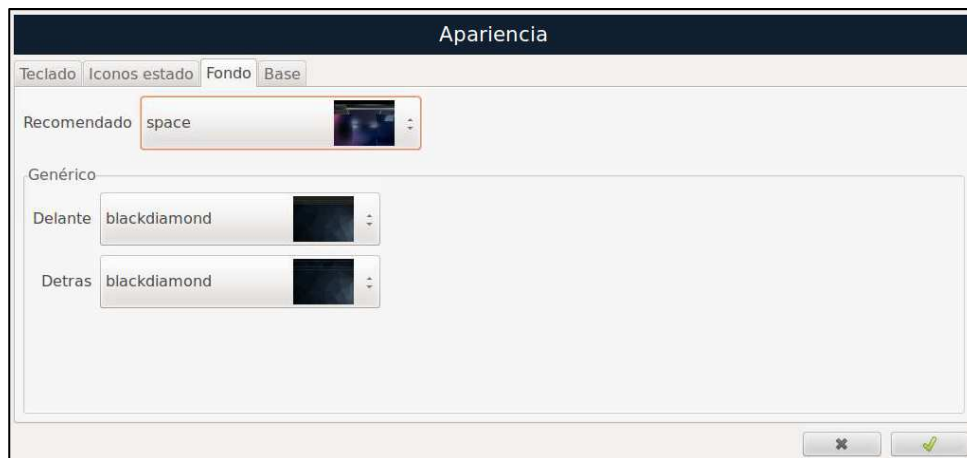 Apariencia
Teclado Iconos estado Fondo Base
Recomendado space
Genérico
Delante blackdiamond
Detras blackdiamond